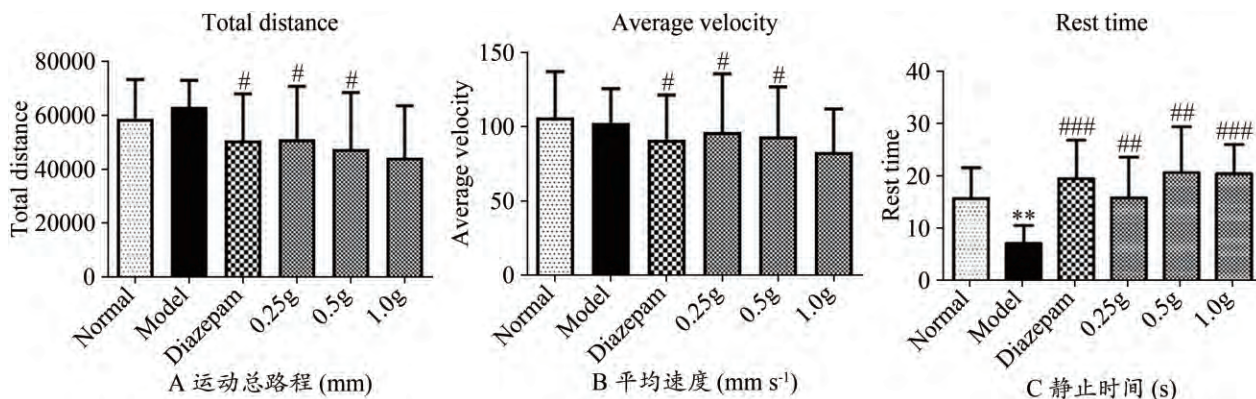 Total distance
Total distance
80000
60000
40000
20000
0
# # #
Normal
Model
Diazepam
0.25g
0.5g
1.0g
A 运动总路程 (mm)
Average velocity
Average velocity
150
100
50
0
# # #
Normal
Model
Diazepam
0.25g
0.5g
1.0g
B 平均速度 (mm s⁻¹)
Rest time
Rest time
40
30
20
10
0
** ### ## ## ###
Normal
Model
Diazepam
0.25g
0.5g
1.0g
C 静止时间 (s)